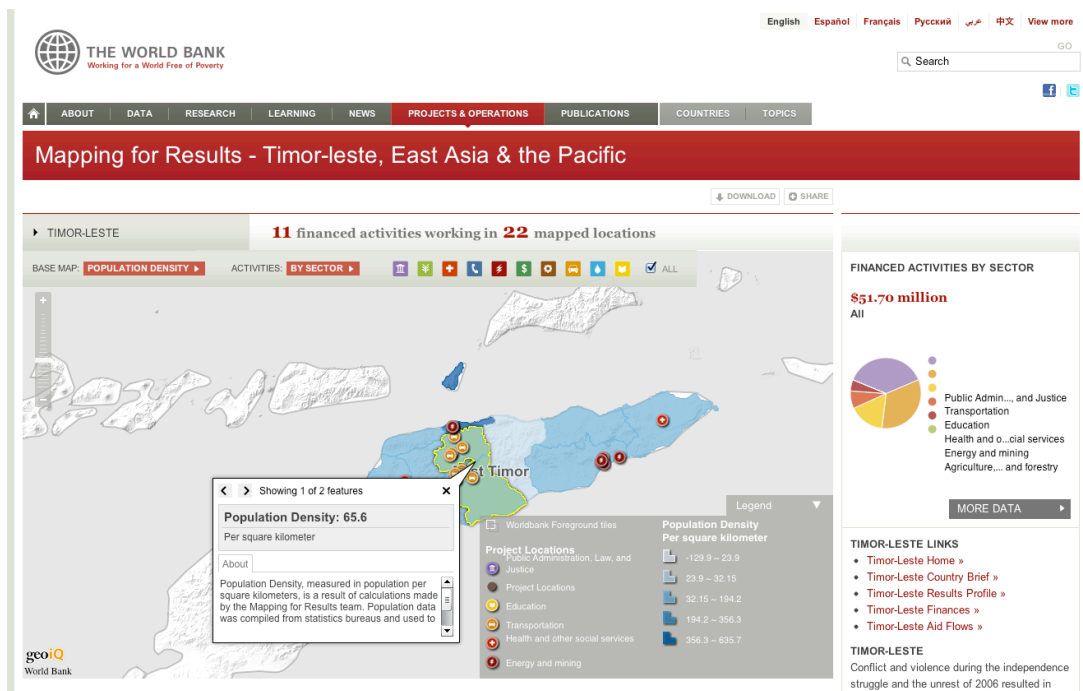 English Español Français Русский عربي 中文 View more
THE WORLD BANK
Working for a World Free of Poverty
GO
Search
ABOUT DATA RESEARCH LEARNING NEWS PROJECTS & OPERATIONS PUBLICATIONS COUNTRIES TOPICS
Mapping for Results - Timor-leste, East Asia & the Pacific
DOWNLOAD SHARE
TIMOR-LESTE
11 financed activities working in 22 mapped locations
BASE MAP: POPULATION DENSITY ACTIVITIES: BY SECTOR ALL
st Timor
Showing 1 of 2 features
Population Density: 65.6
Per square kilometer
About
Population Density, measured in population per
square kilometers, is a result of calculations made
by the Mapping for Results team. Population data
was compiled from statistics bureaus and used to
Legend
Worldbank Foreground tiles
Project Locations
Public Administration, Law, and
Justice
Project Locations
Education
Transportation
Health and other social services
Energy and mining
Population Density
Per square kilometer
-129.9 – 23.9
23.9 – 32.15
32.15 – 194.2
194.2 – 356.3
356.3 – 635.7
geoiQ
World Bank
FINANCED ACTIVITIES BY SECTOR
$51.70 million
All
Public Admin..., and Justice
Transportation
Education
Health and o...cial services
Energy and mining
Agriculture,... and forestry
MORE DATA
TIMOR-LESTE LINKS
Timor-Leste Home »
Timor-Leste Country Brief »
Timor-Leste Results Profile »
Timor-Leste Finances »
Timor-Leste Aid Flows »
TIMOR-LESTE
Conflict and violence during the independence
struggle and the unrest of 2006 resulted in